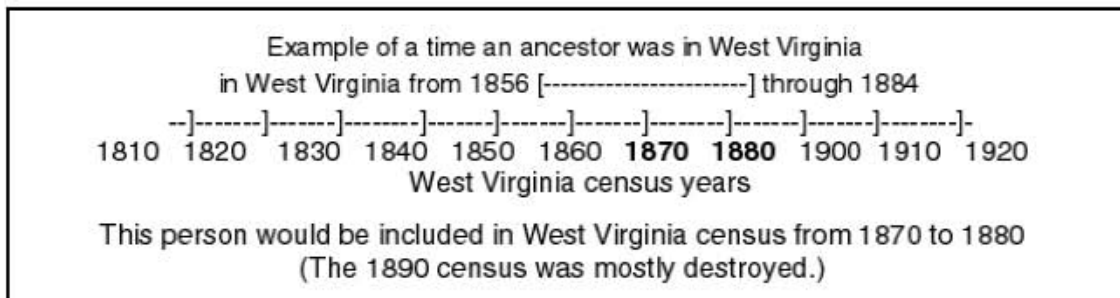 Example of a time an ancestor was in West Virginia
in West Virginia from 1856 [-----------------------] through 1884
--]-------]-------]--------]-------]-------]-------]--------]-------]-------]--------]-
1810 1820 1830 1840 1850 1860 1870 1880 1900 1910 1920
West Virginia census years
This person would be included in West Virginia census from 1870 to 1880
(The 1890 census was mostly destroyed.)